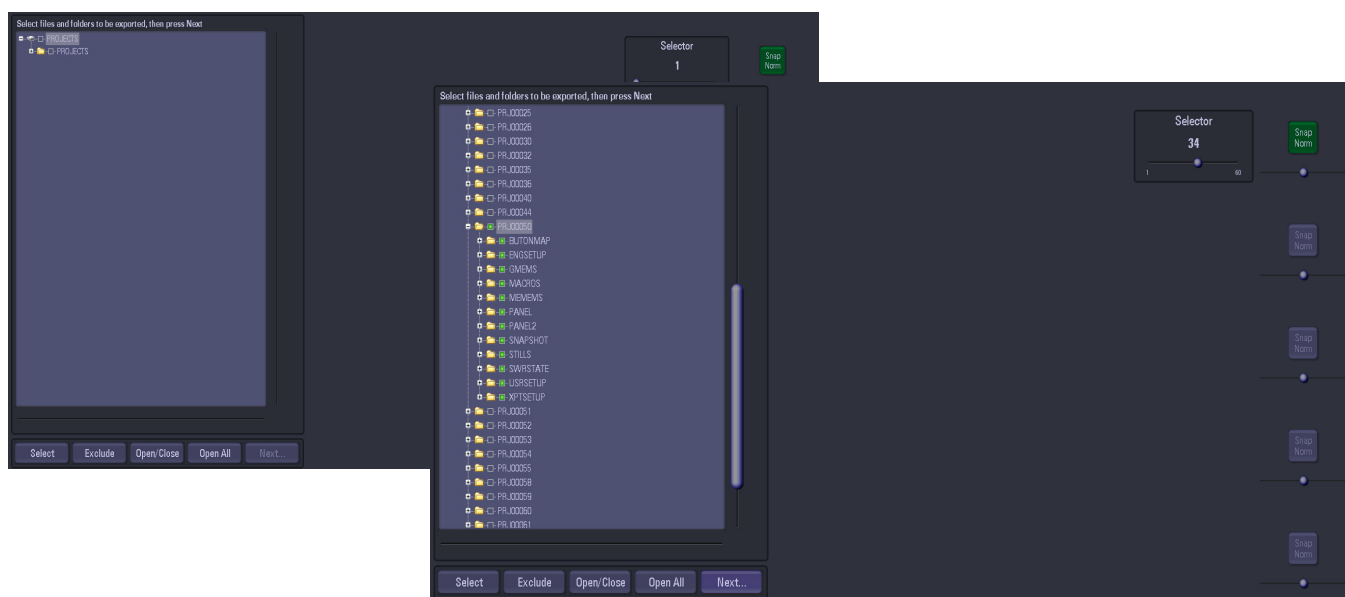 Select files and folders to be exported, then press Next
PROJECTS
PROJECTS
Select
Exclude
Open/Close
Open All
Next...
Selector
1
Snap
Norm
Select files and folders to be exported, then press Next
PRJ00025
PRJ00026
PRJ00030
PRJ00032
PRJ00035
PRJ00036
PRJ00040
PRJ00044
PRJ00050
BUTONMAP
ENGSETUP
GMEMS
MACROS
MEMEMS
PANEL
PANEL2
SNAPSHOT
STILLS
SWRSTATE
USRSETUP
XPTSETUP
PRJ00051
PRJ00052
PRJ00053
PRJ00054
PRJ00055
PRJ00058
PRJ00059
PRJ00060
PRJ00061
Select
Exclude
Open/Close
Open All
Next...
Selector
34
1
60
Snap
Norm
Snap
Norm
Snap
Norm
Snap
Norm
Snap
Norm